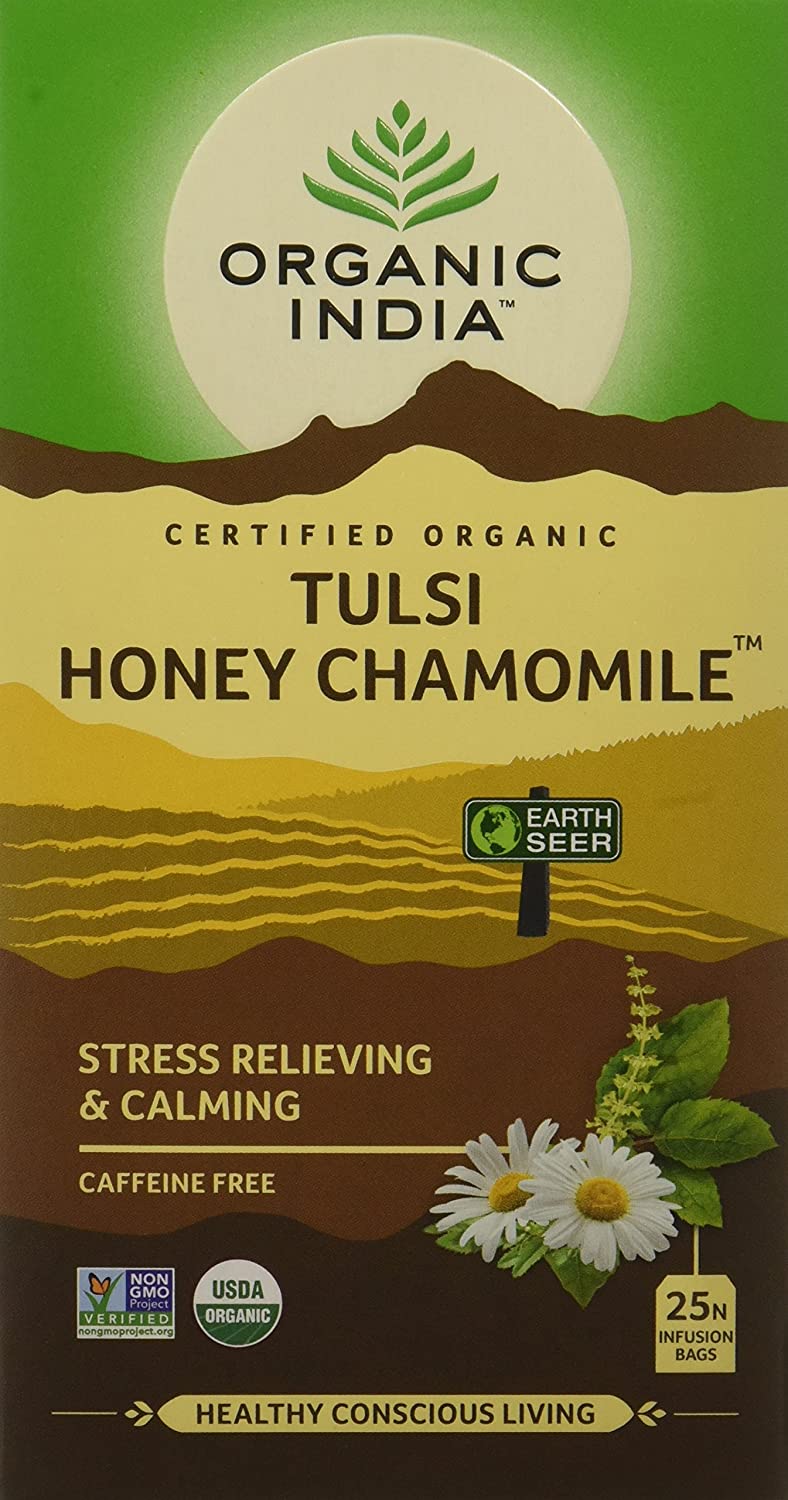 ORGANIC
INDIA™
CERTIFIED ORGANIC
TULSI
HONEY CHAMOMILE™
EARTH
SEER
STRESS RELIEVING
& CALMING
CAFFEINE FREE
NON
GMO
Project
VERIFIED
nongmoproject.org
USDA
ORGANIC
25N
INFUSION
BAGS
HEALTHY CONSCIOUS LIVING